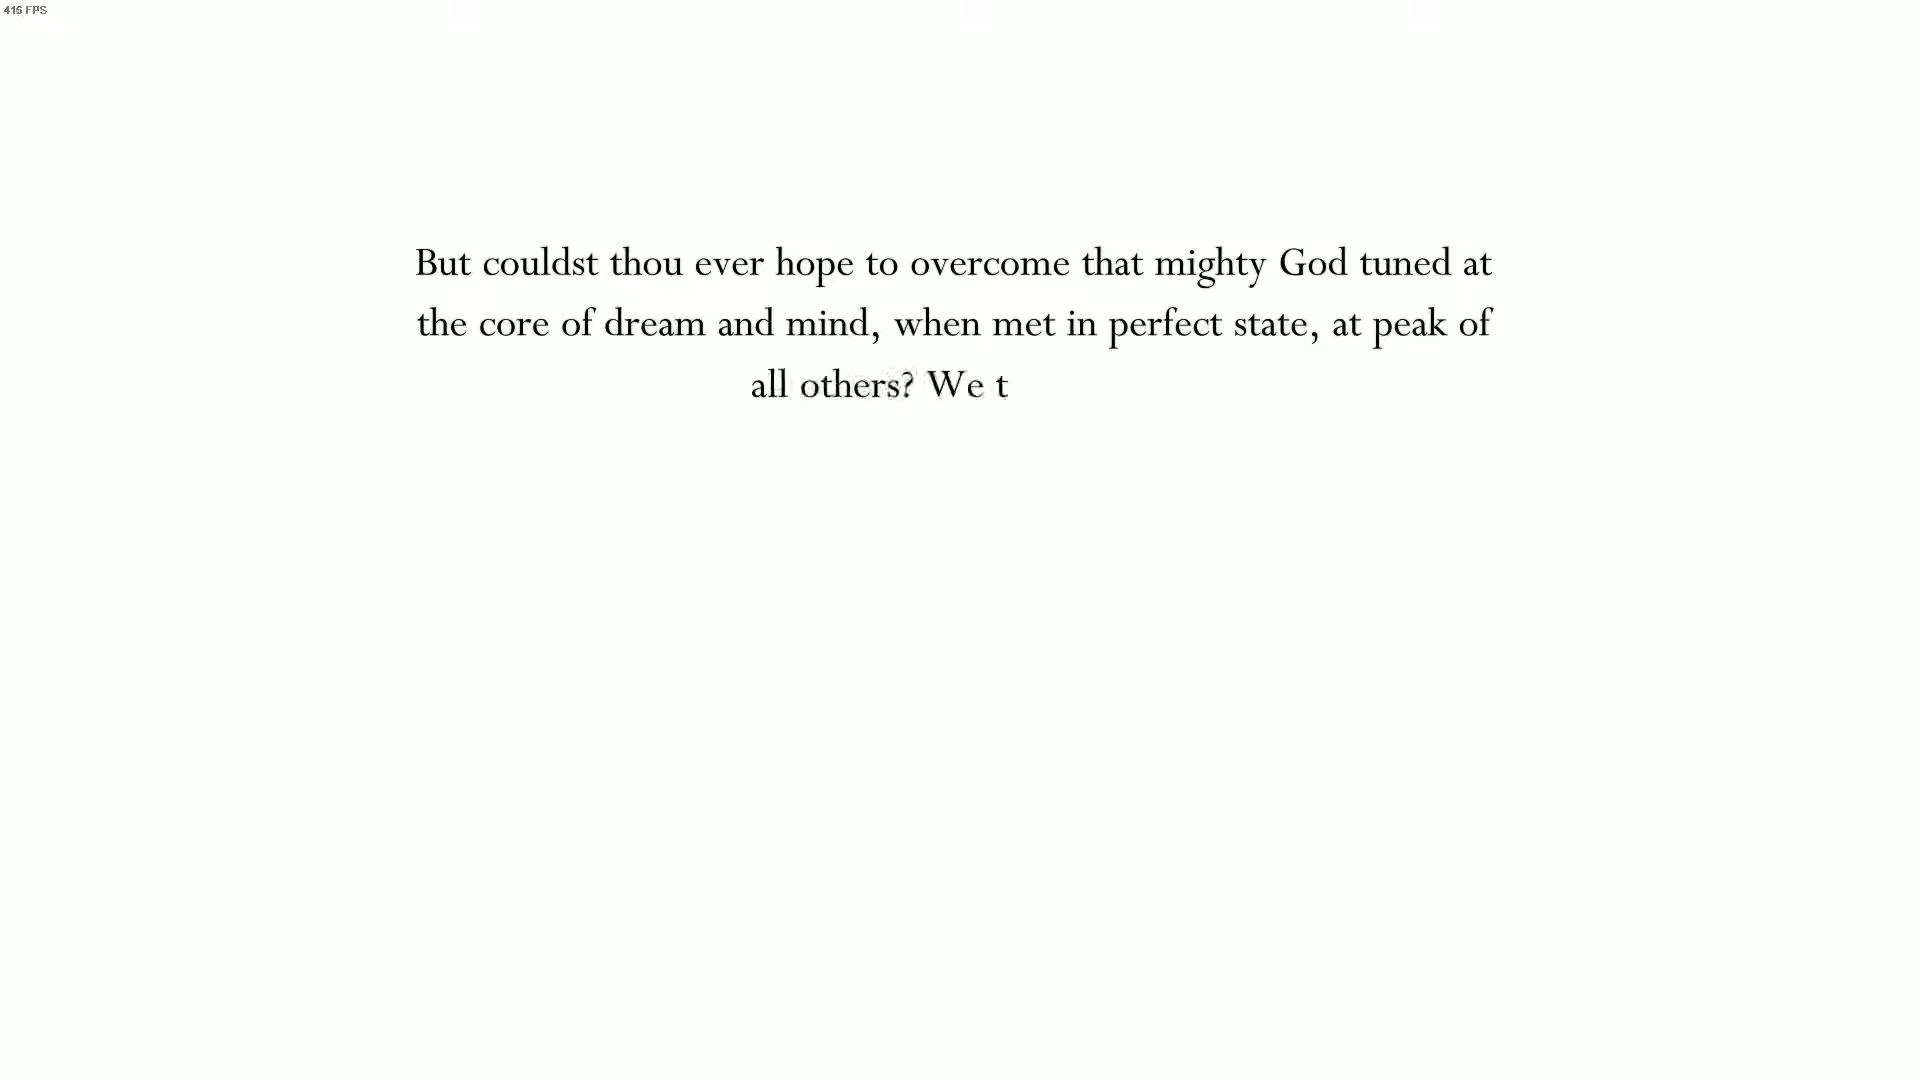 416 FPS
But couldst thou ever hope to overcome that mighty God tuned at
the core of dream and mind, when met in perfect state, at peak of
all others? We t